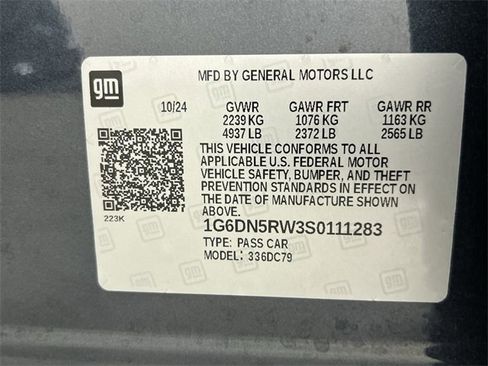 gm
MFD BY GENERAL MOTORS LLC
10/24 GVWR GAWR FRT GAWR RR
2239 KG 1076 KG 1163 KG
4937 LB 2372 LB 2565 LB
THIS VEHICLE CONFORMS TO ALL
APPLICABLE U.S. FEDERAL MOTOR
VEHICLE SAFETY, BUMPER, AND THEFT
PREVENTION STANDARDS IN EFFECT ON THE
DATE OF MANUFACTURE SHOWN
ABOVE.
223K
1G6DN5RW3S0111283
TYPE: PASS CAR
MODEL: 336DC79